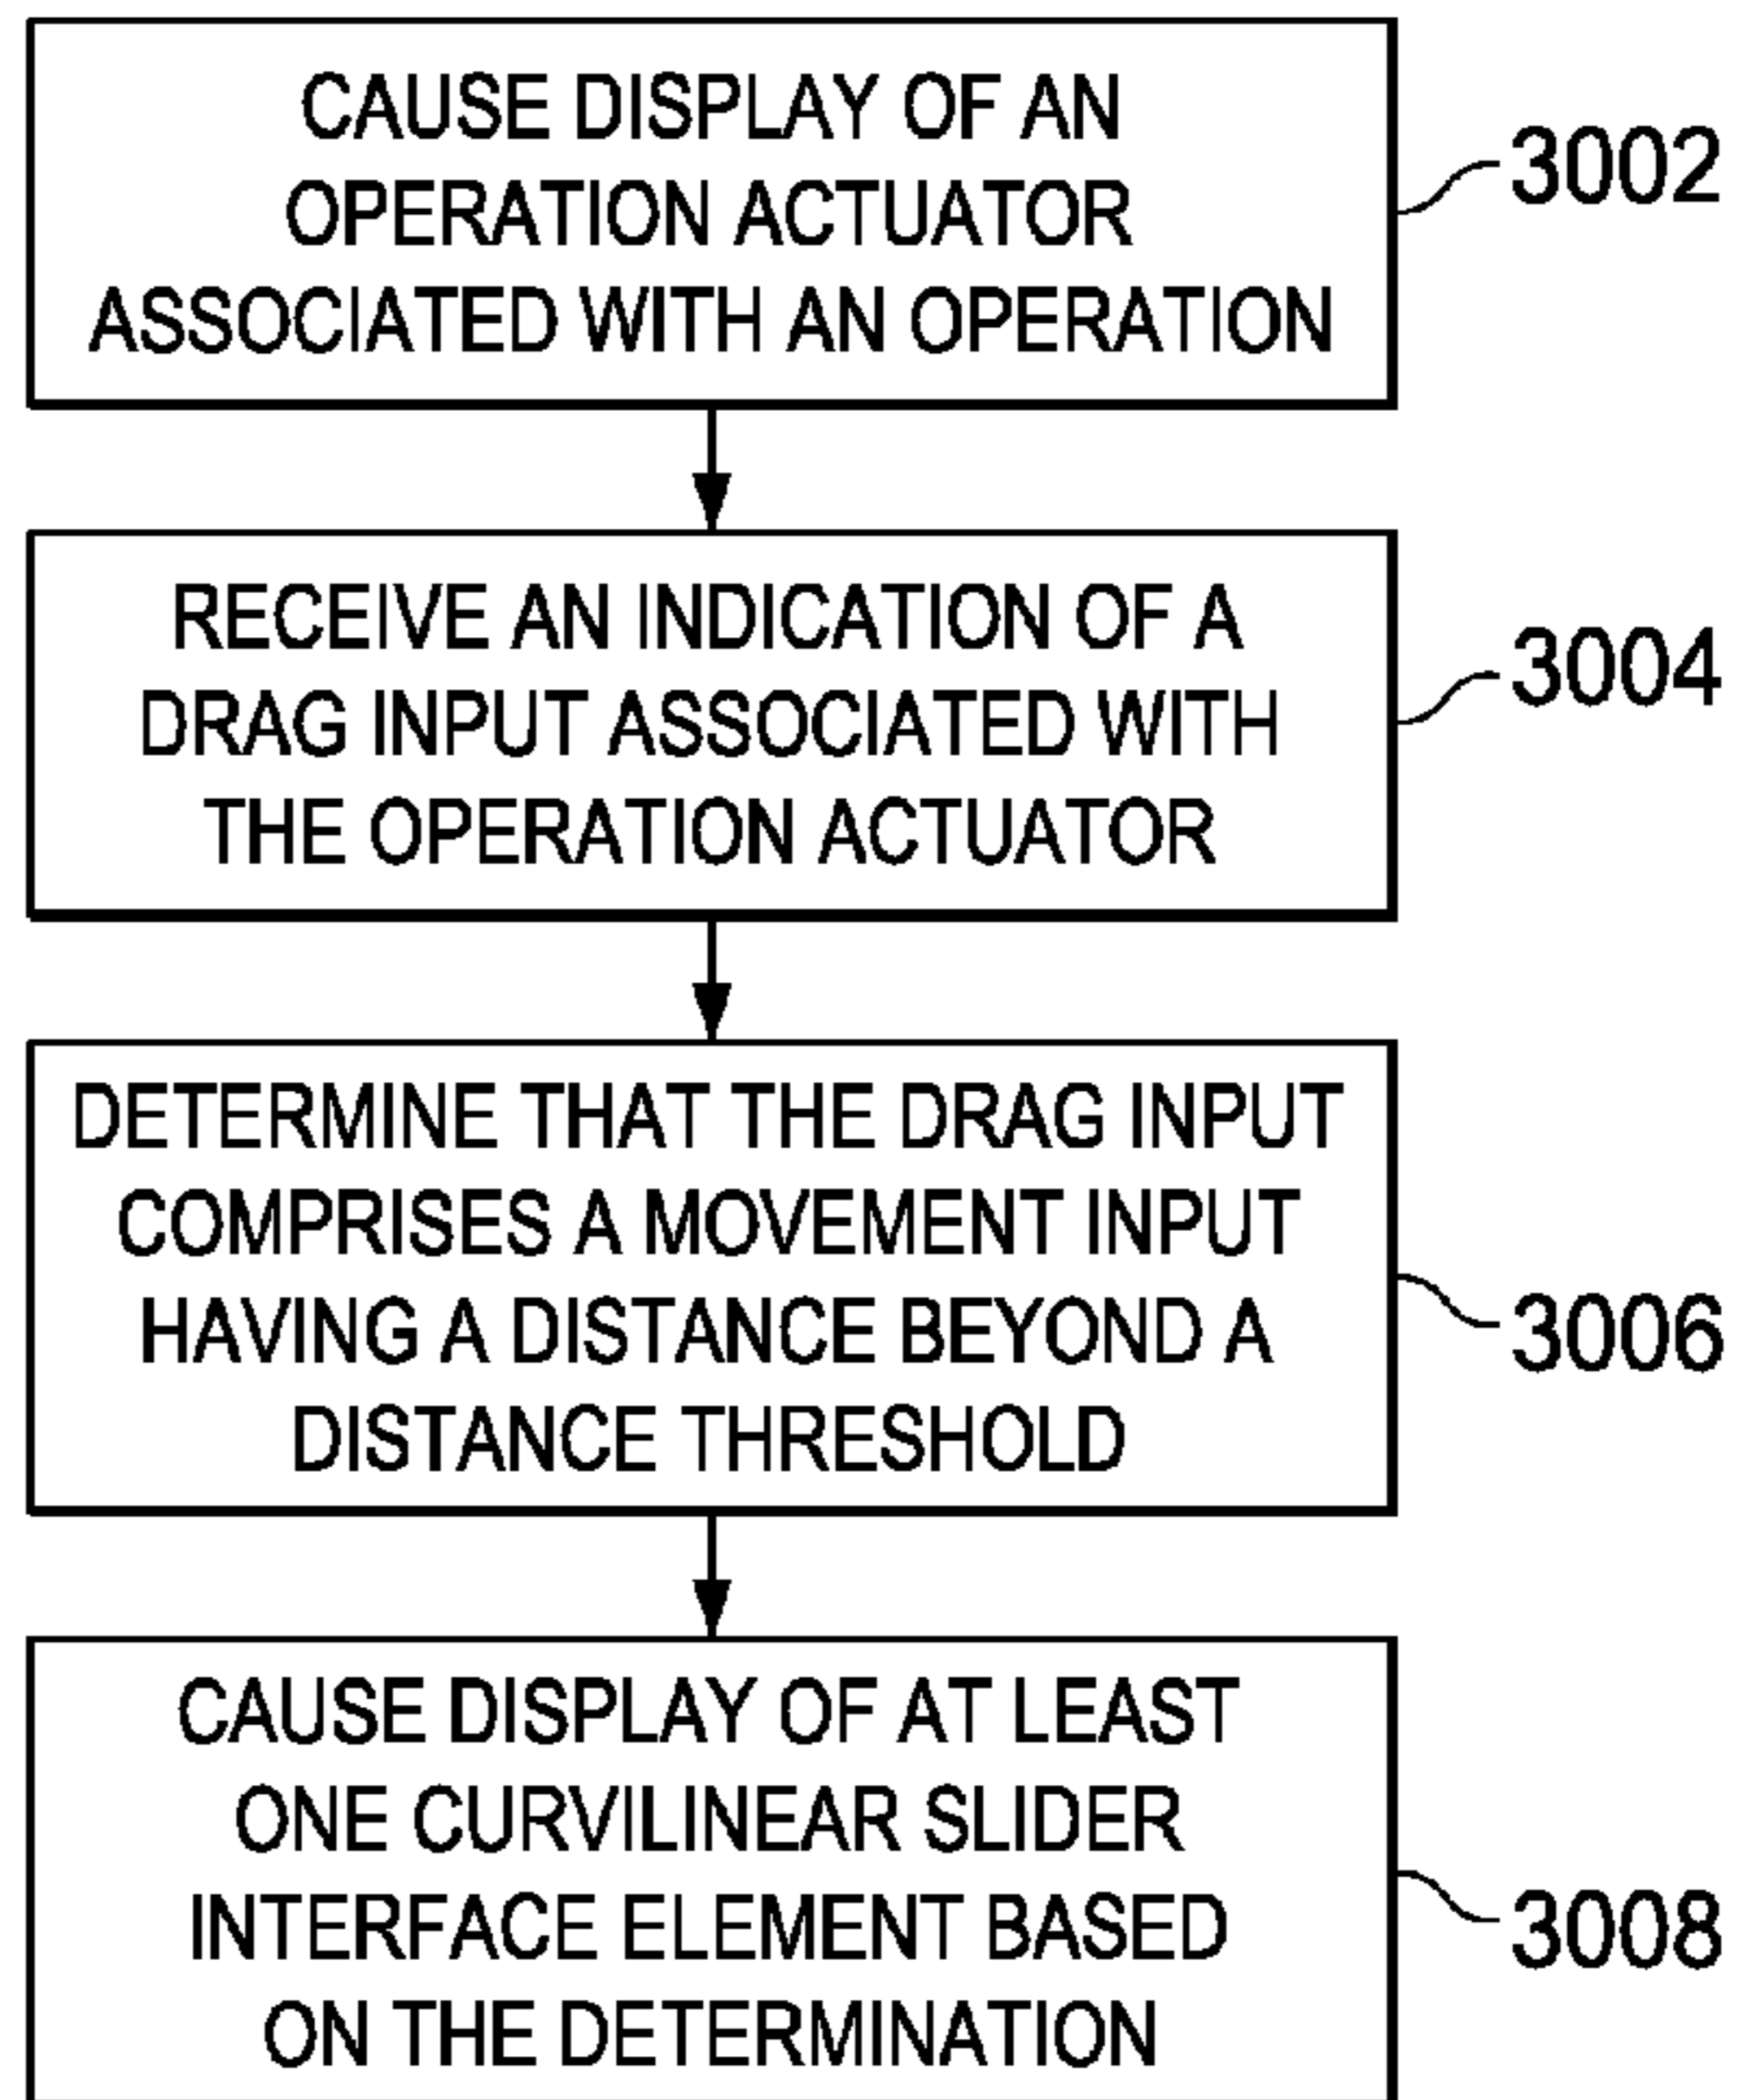 CAUSE DISPLAY OF AN
OPERATION ACTUATOR
ASSOCIATED WITH AN OPERATION
3002
RECEIVE AN INDICATION OF A
DRAG INPUT ASSOCIATED WITH
THE OPERATION ACTUATOR
3004
DETERMINE THAT THE DRAG INPUT
COMPRISES A MOVEMENT INPUT
HAVING A DISTANCE BEYOND A
DISTANCE THRESHOLD
3006
CAUSE DISPLAY OF AT LEAST
ONE CURVILINEAR SLIDER
INTERFACE ELEMENT BASED
ON THE DETERMINATION
3008